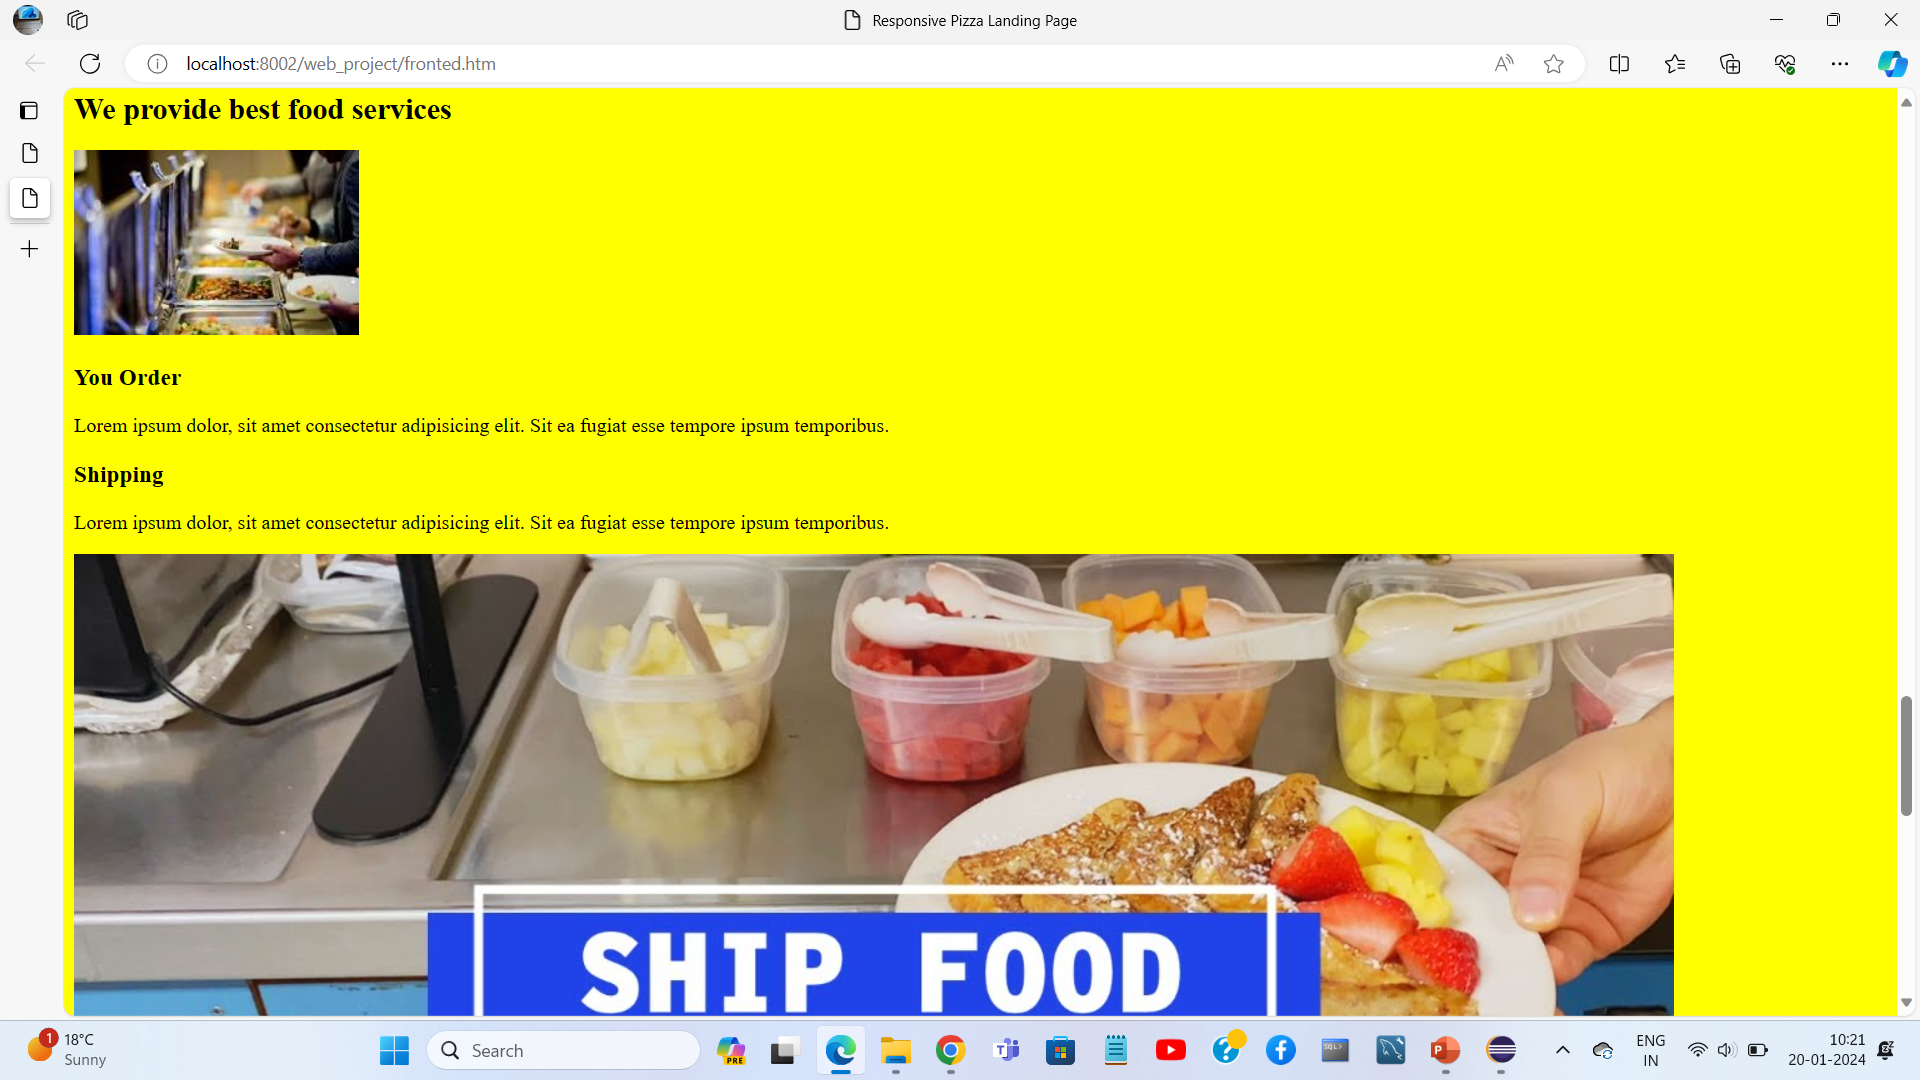 Responsive Pizza Landing Page
localhost:8002/web_project/fronted.htm
We provide best food services
You Order
Lorem ipsum dolor, sit amet consectetur adipisicing elit. Sit ea fugiat esse tempore ipsum temporibus.
Shipping
Lorem ipsum dolor, sit amet consectetur adipisicing elit. Sit ea fugiat esse tempore ipsum temporibus.
SHIP FOOD
1
18°C
Sunny
Search
PRE
SQL>
ENG
IN
10:21
20-01-2024